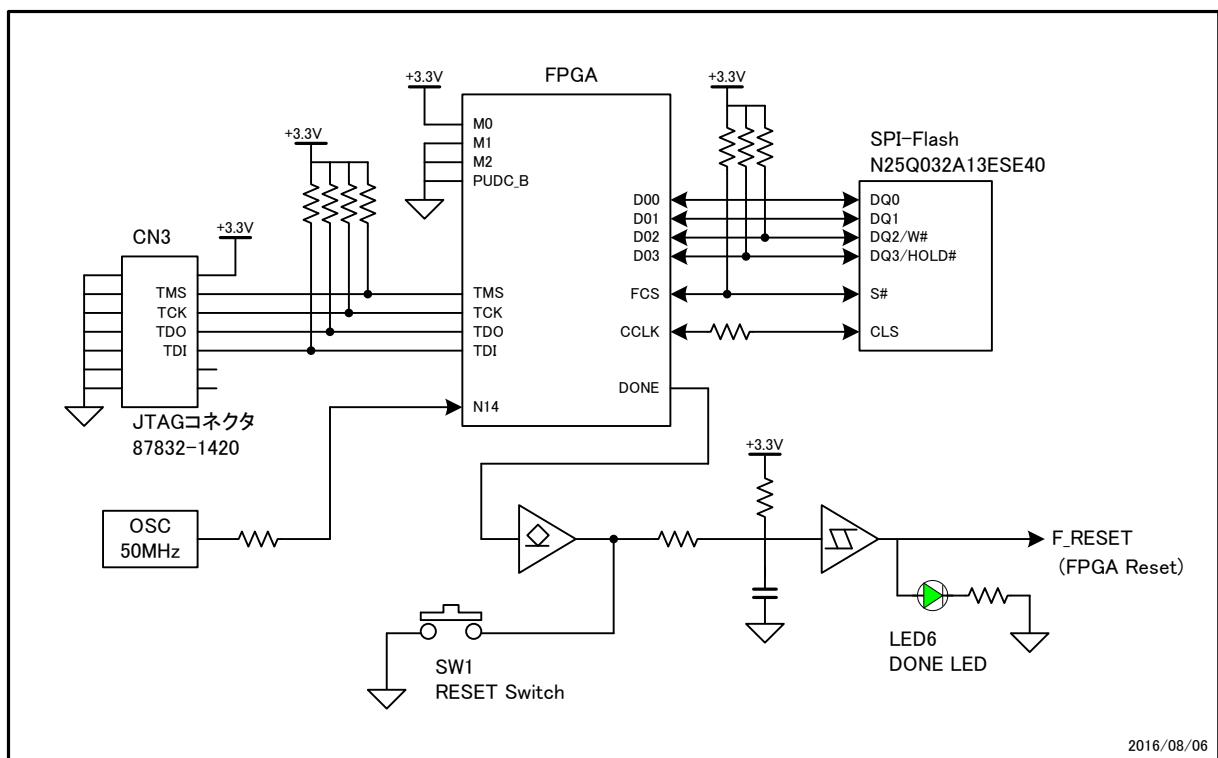 FPGA
+3.3V
M0
M1
M2
PUDC_B
TMS
TCK
TDO
TDI
N14
D00
D01
D02
D03
FCS
CCLK
DONE
+3.3V
SPI-Flash
N25Q032A13ESE40
DQ0
DQ1
DQ2/W#
DQ3/HOLD#
S#
CLS
+3.3V
CN3
+3.3V
TMS
TCK
TDO
TDI
JTAGコネクタ
87832-1420
OSC
50MHz
SW1
RESET Switch
+3.3V
F_RESET
(FPGA Reset)
LED6
DONE LED
2016/08/06